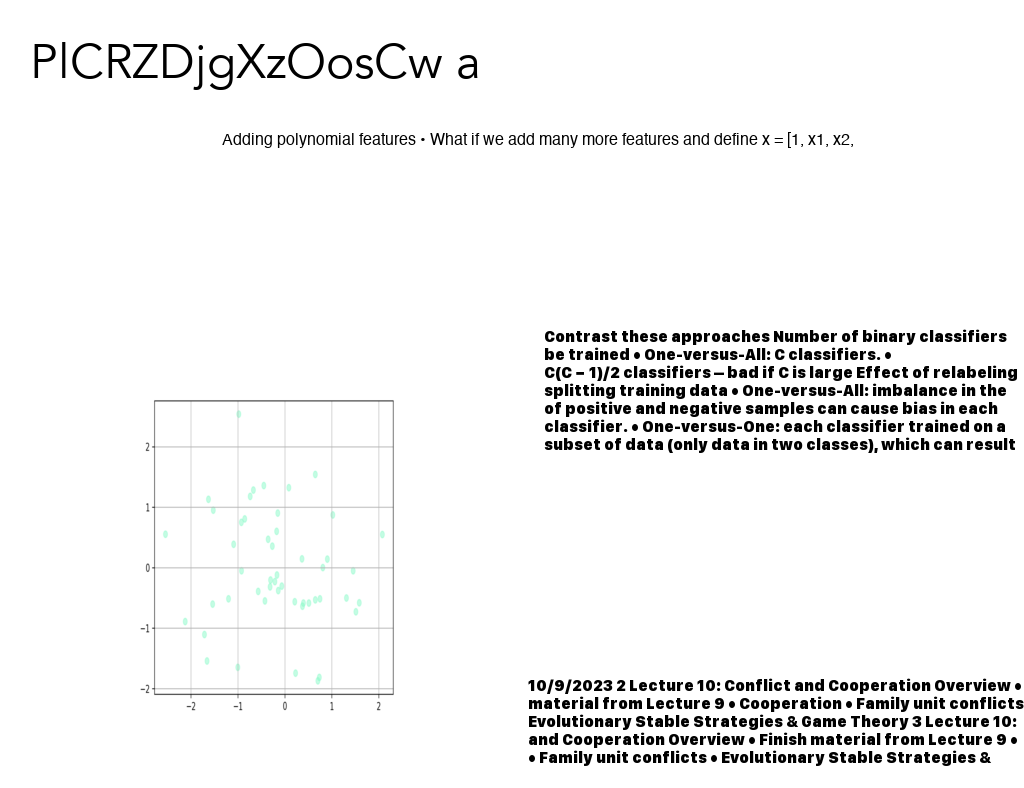 PlCRZDjgXzOosCw a
Adding polynomial features • What if we add many more features and define x = [1, x1, x2,
Contrast these approaches Number of binary classifiers
be trained • One-versus-All: C classifiers. •
C(C − 1)/2 classifiers – bad if C is large Effect of relabeling
splitting training data • One-versus-All: imbalance in the
of positive and negative samples can cause bias in each
classifier. • One-versus-One: each classifier trained on a
subset of data (only data in two classes), which can result
2
1
0
−1
−2
−2 −1 0 1 2
10/9/2023 2 Lecture 10: Conflict and Cooperation Overview •
material from Lecture 9 • Cooperation • Family unit conflicts
Evolutionary Stable Strategies & Game Theory 3 Lecture 10:
and Cooperation Overview • Finish material from Lecture 9 •
• Family unit conflicts • Evolutionary Stable Strategies &